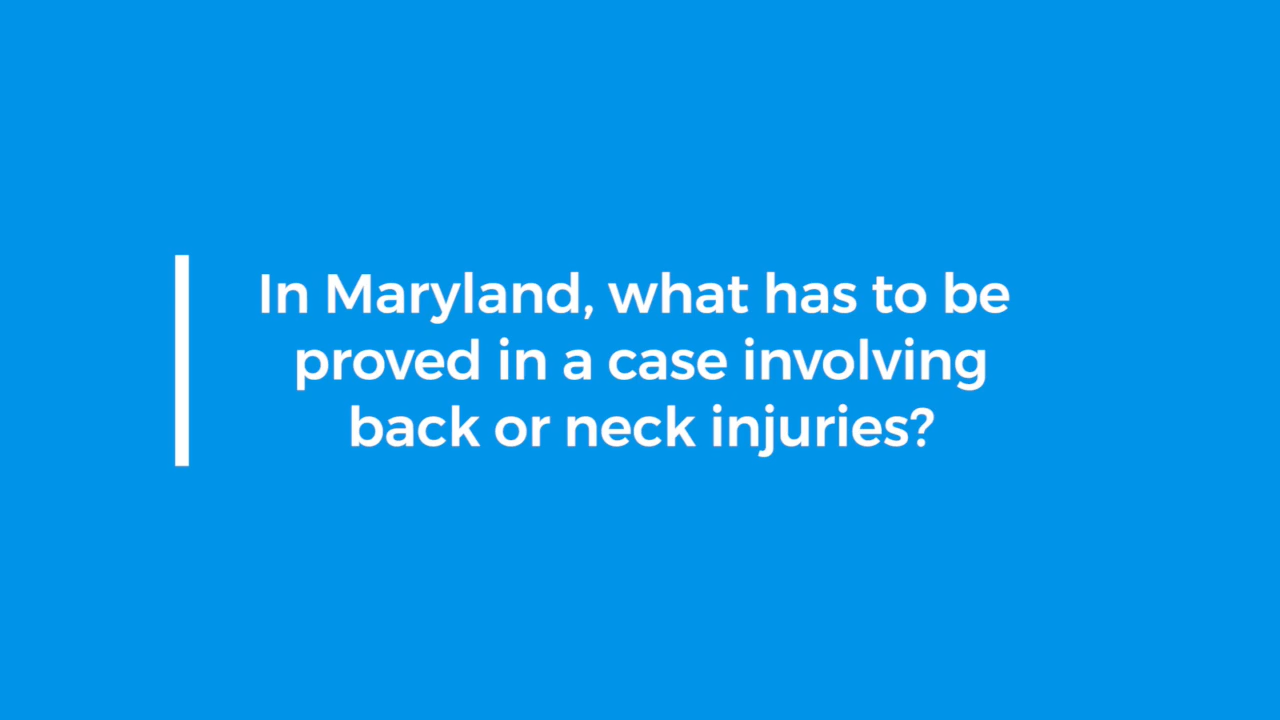 In Maryland, what has to be
proved in a case involving
back or neck injuries?